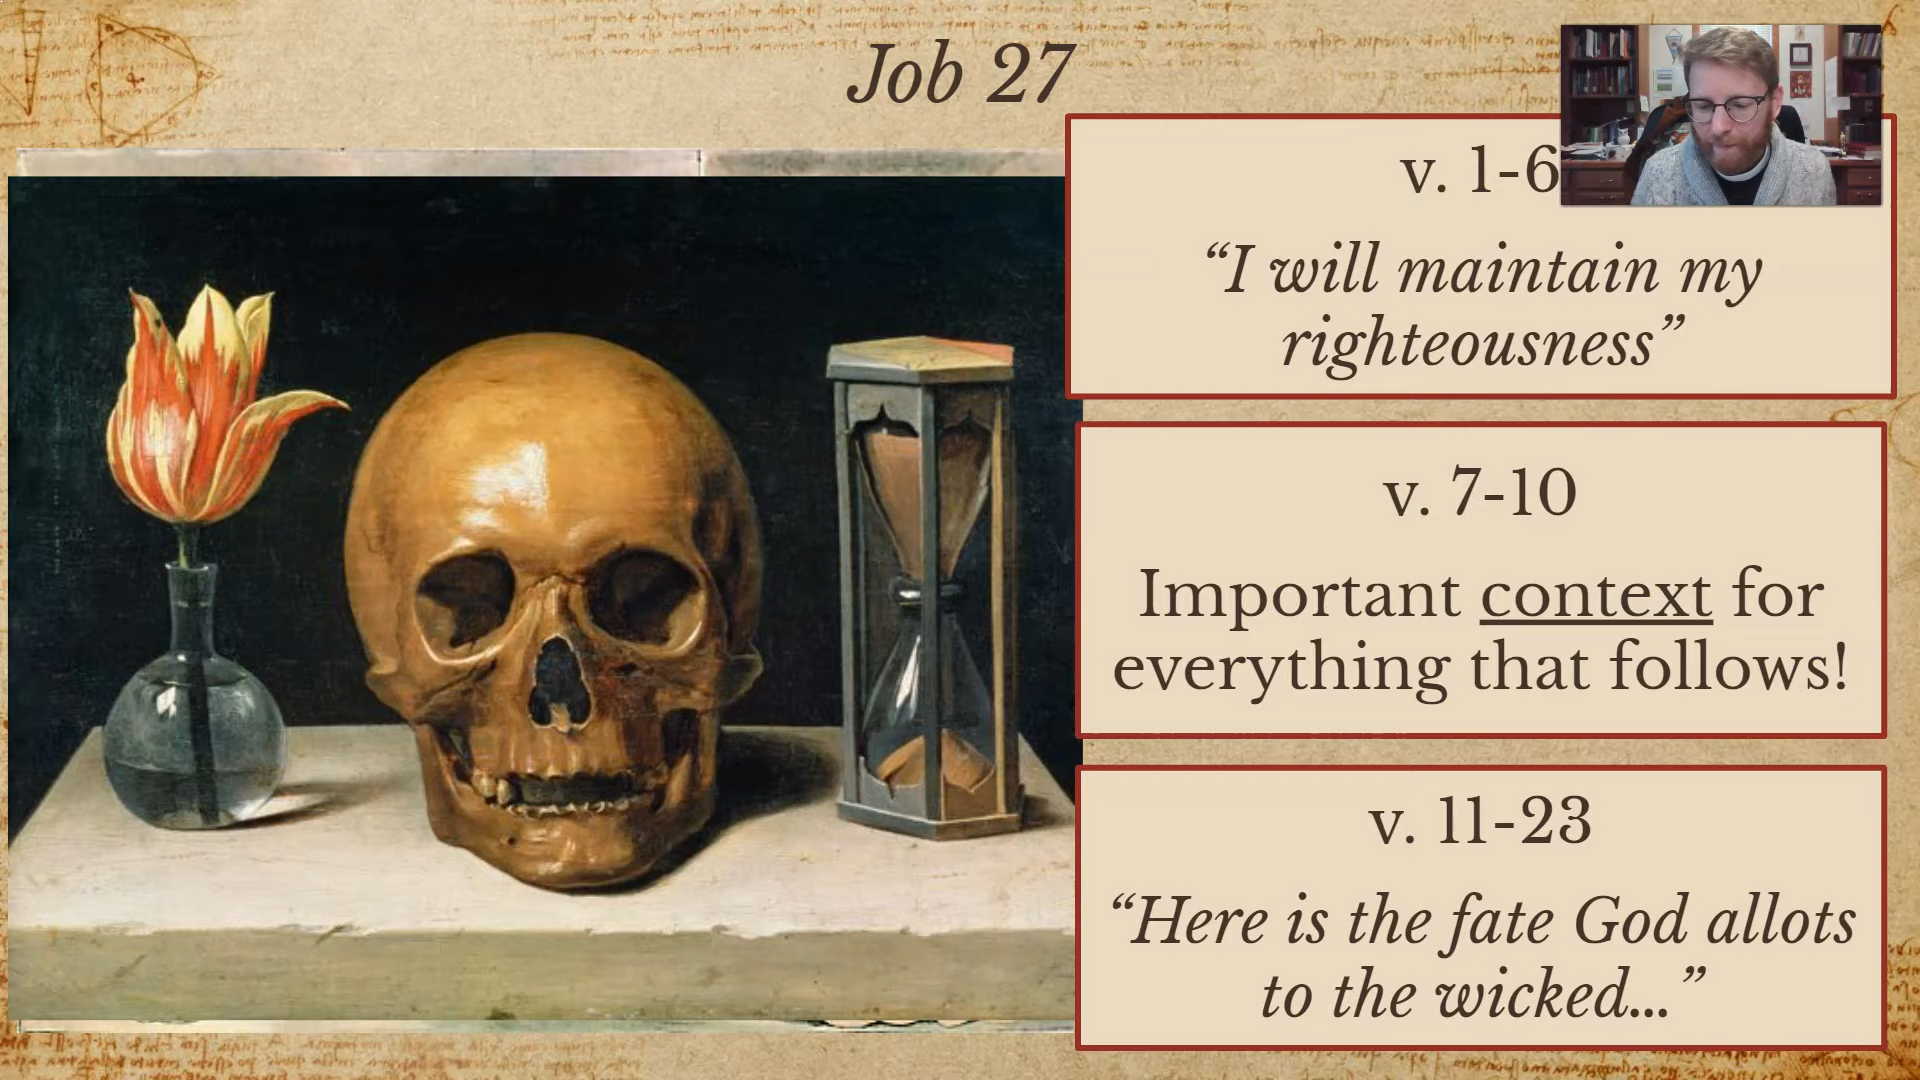 Job 27
v. 1-6
“I will maintain my
righteousness”
v. 7-10
Important context for
everything that follows!
v. 11-23
“Here is the fate God allots
to the wicked...”